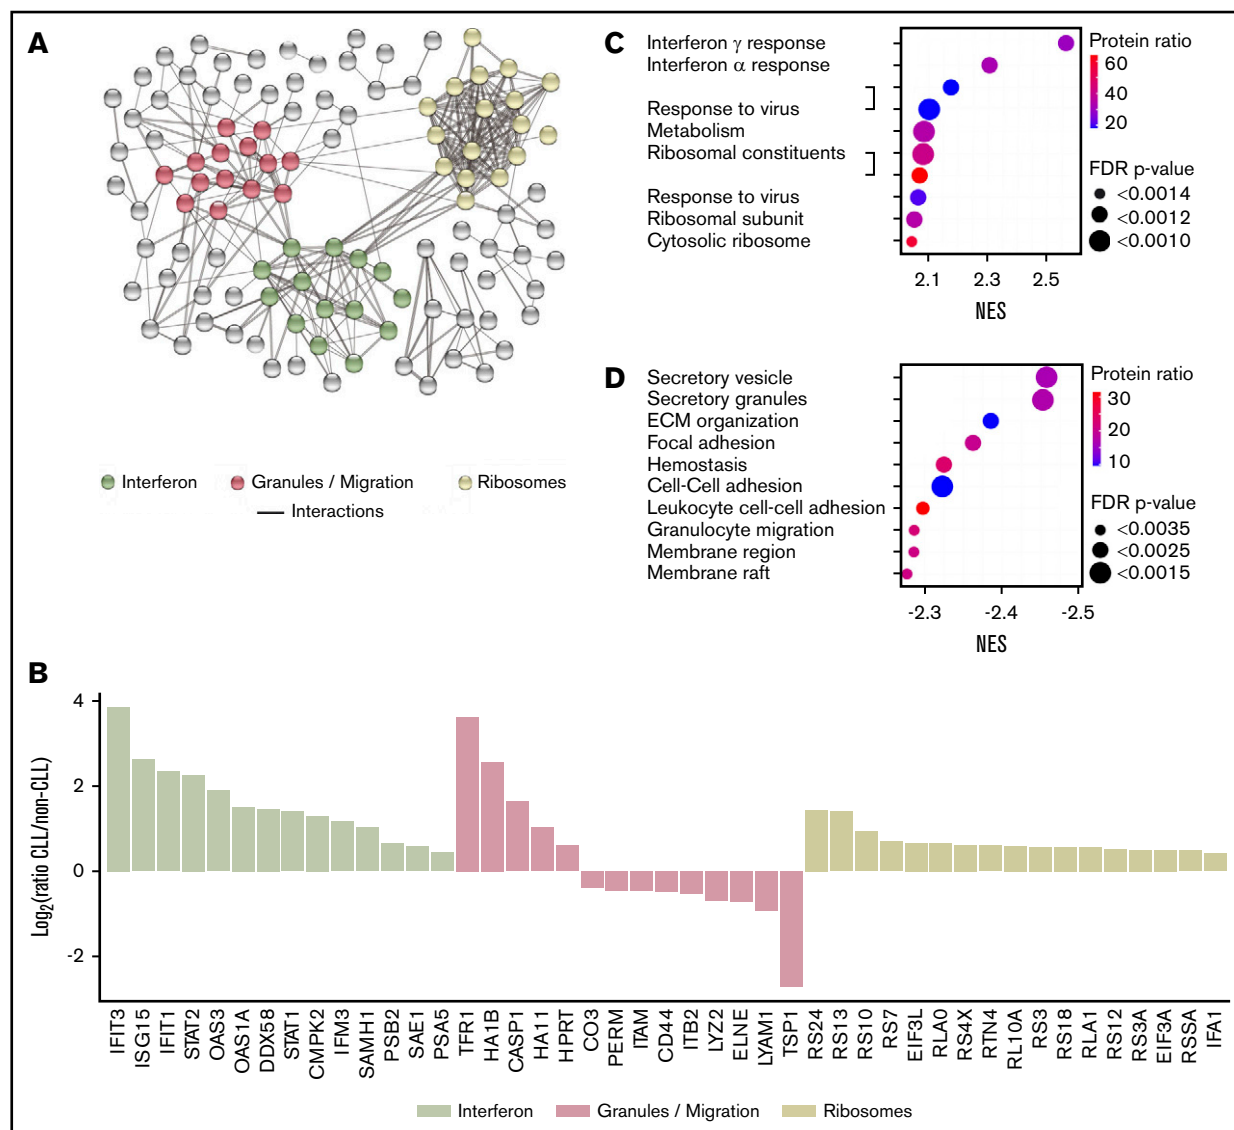 A
Interferon
Granules / Migration
Ribosomes
Interactions
C
Interferon γ response
Interferon α response
Response to virus
Metabolism
Ribosomal constituents
Response to virus
Ribosomal subunit
Cytosolic ribosome
2.1 2.3 2.5
NES
Protein ratio
60
40
20
FDR p-value
<0.0014
<0.0012
<0.0010
D
Secretory vesicle
Secretory granules
ECM organization
Focal adhesion
Hemostasis
Cell-Cell adhesion
Leukocyte cell-cell adhesion
Granulocyte migration
Membrane region
Membrane raft
-2.3 -2.4 -2.5
NES
Protein ratio
30
20
10
FDR p-value
<0.0035
<0.0025
<0.0015
B
Log2(ratio CLL/non-CLL)
4
2
0
-2
IFIT3
ISG15
IFIT1
STAT2
OAS3
OAS1A
DDX58
STAT1
CMPK2
IFM3
SAMH1
PSB2
SAE1
PSA5
TFR1
HA1B
CASP1
HA11
HPRT
CO3
PERM
ITAM
CD44
ITB2
LYZ2
ELNE
LYAM1
TSP1
RS24
RS13
RS10
RS7
EIF3L
RLA0
RS4X
RTN4
RL10A
RS3
RS18
RLA1
RS12
RS3A
EIF3A
RSSA
IFA1
Interferon
Granules / Migration
Ribosomes